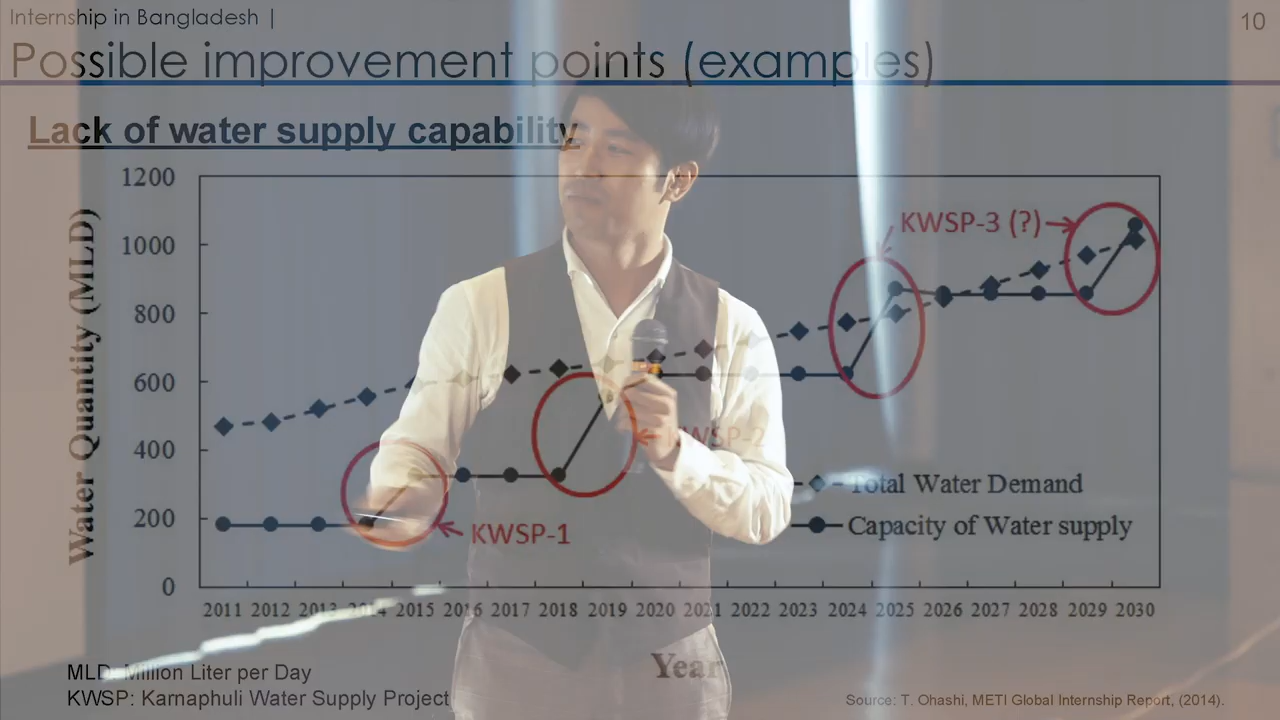 Internship in Bangladesh |
10
Possible improvement points (examples)
Lack of water supply capability
Water Quantity (MLD)
1200
1000
800
600
400
200
0
KWSP-3 (?)
KWSP-2
KWSP-1
Total Water Demand
Capacity of Water supply
2011 2012 2013 2014 2015 2016 2017 2018 2019 2020 2021 2022 2023 2024 2025 2026 2027 2028 2029 2030
Year
MLD: Million Liter per Day
KWSP: Karnaphuli Water Supply Project
Source: T. Ohashi, METI Global Internship Report, (2014).